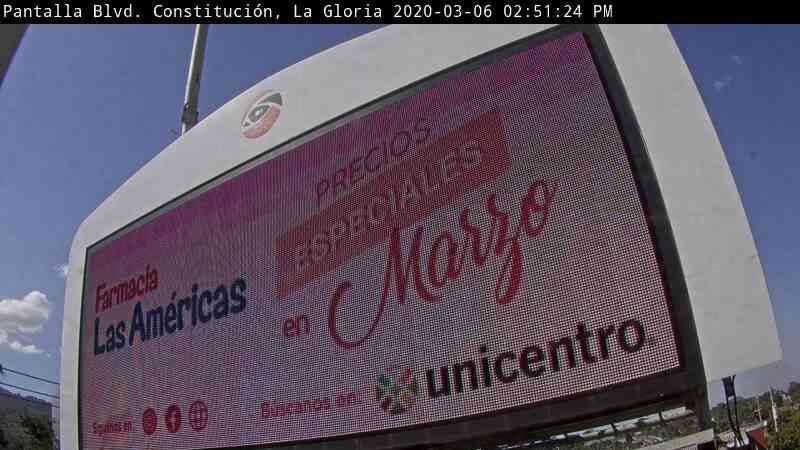 Pantalla Blvd. Constitución, La Gloria 2020-03-06 02:51:24 PM
PRECIOS
ESPECIALES
en Marzo
Farmacia
Las Américas
Síguenos en:
Búscanos en: unicentro